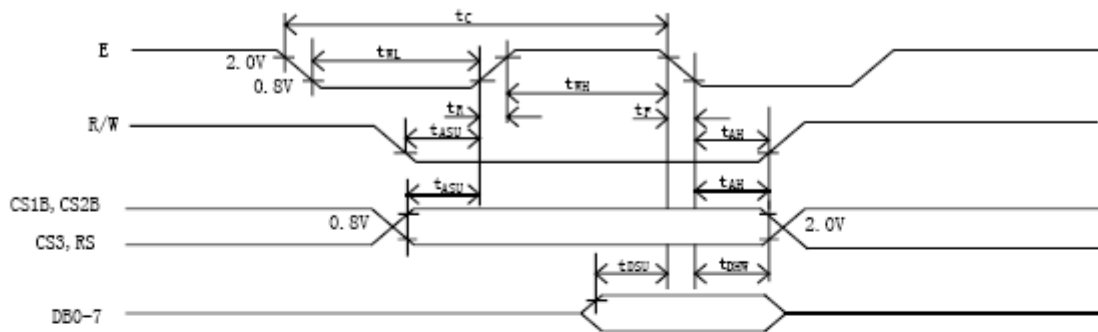 tC
E
tWL
2.0V
0.8V
tWH
tR
tF
R/W
tASU
tAH
tASU
tAH
CS1B,CS2B
0.8V
2.0V
CS3,RS
tDSU
tDHW
DB0-7